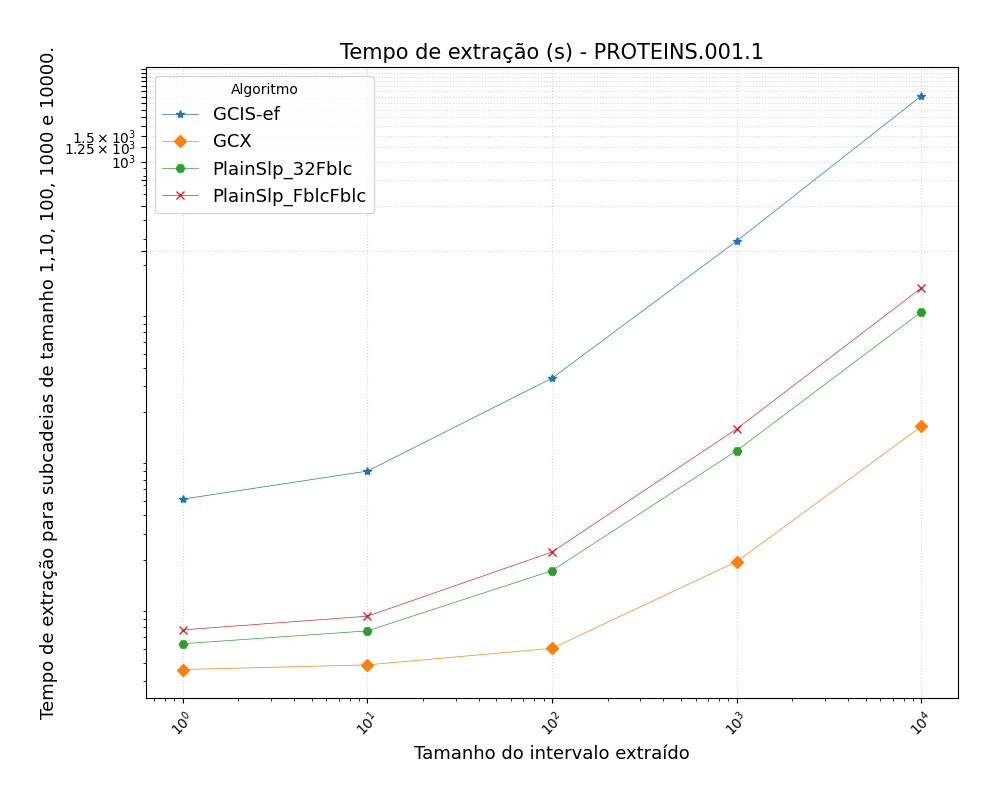 Tempo de extração (s) - PROTEINS.001.1
Tempo de extração para subcadeias de tamanho 1,10, 100, 1000 e 10000.
1.5 × 10³
1.25 × 10³
10³
Algoritmo
GCIS-ef
GCX
PlainSlp_32Fblc
PlainSlp_FblcFblc
10⁰
10¹
10²
10³
10⁴
Tamanho do intervalo extraído